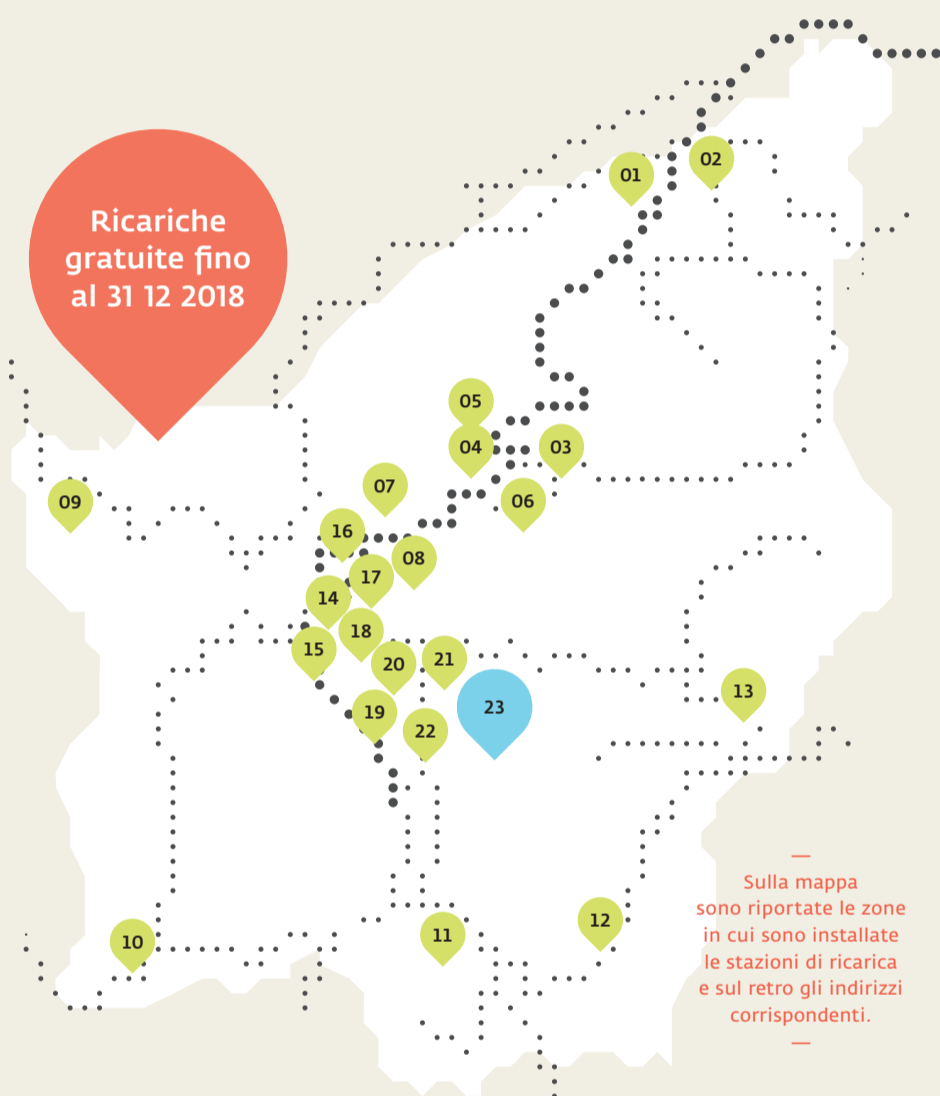 02
01
Ricariche
gratuite fino
al 31 12 2018
05
04
03
07
06
09
16
08
17
14
18
15
20
21
13
23
19
22
Sulla mappa
sono riportate le zone
in cui sono installate
le stazioni di ricarica
e sul retro gli indirizzi
corrispondenti.
12
11
10